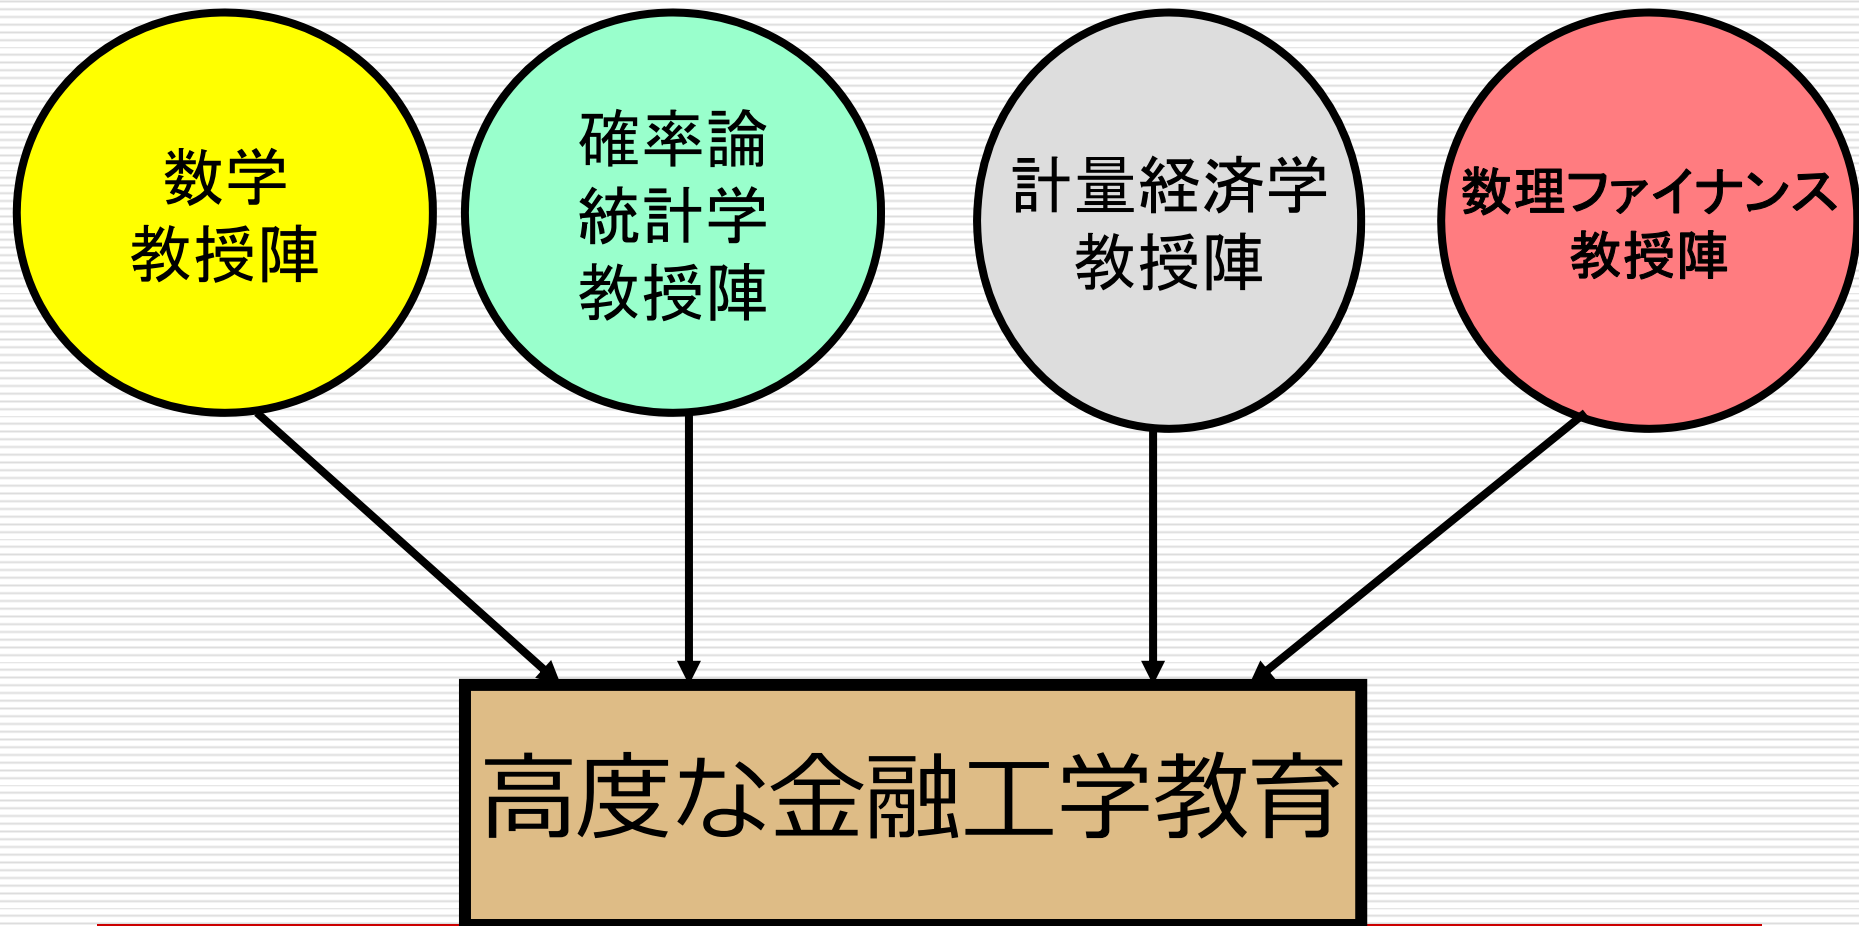 数学
教授陣
確率論
統計学
教授陣
計量経済学
教授陣
数理ファイナンス
教授陣
高度な金融工学教育